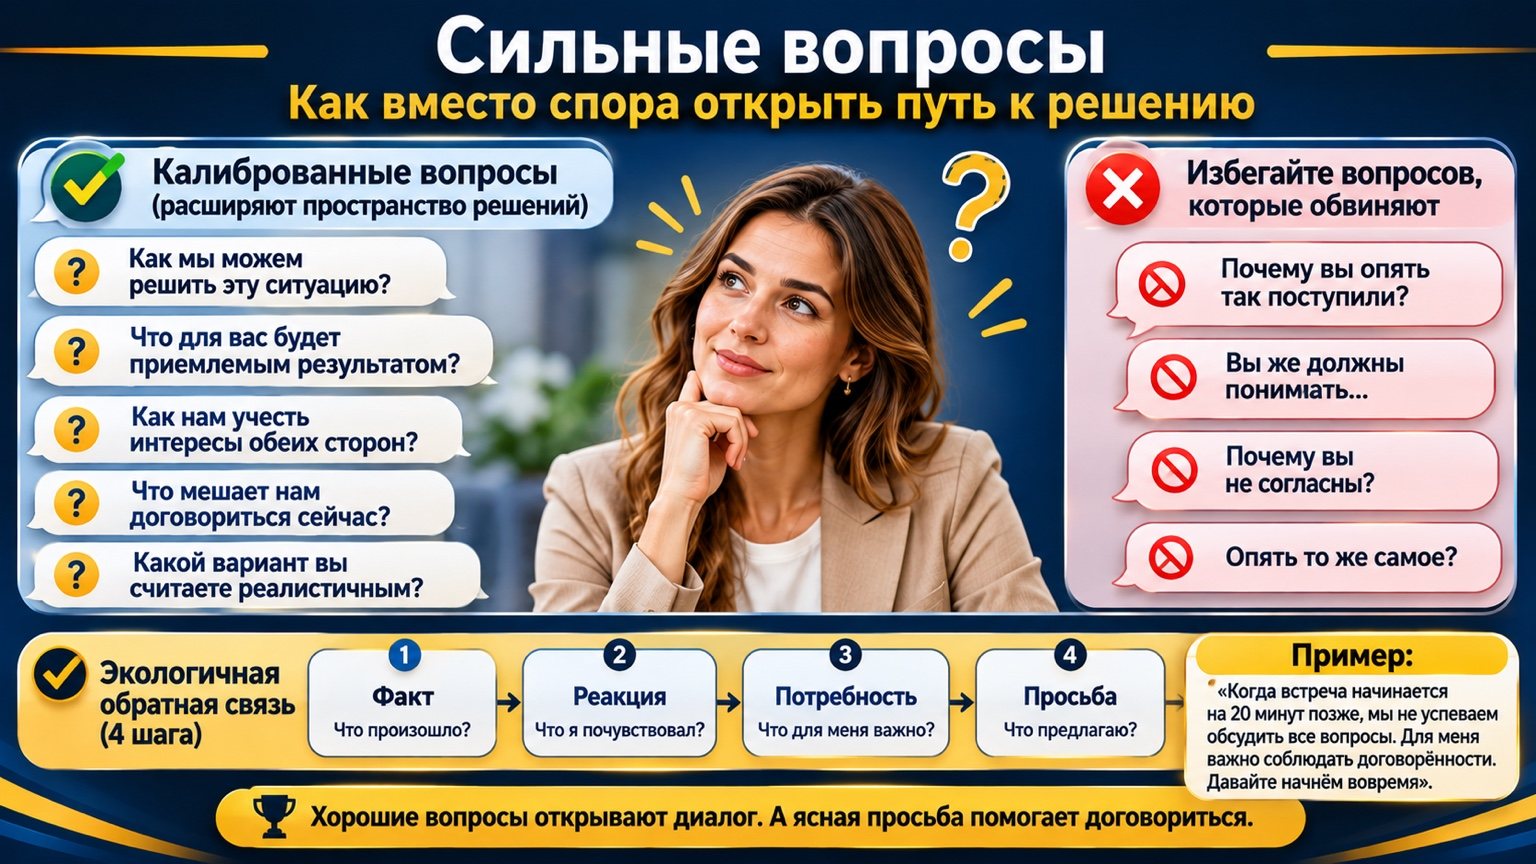 Сильные вопросы
Как вместо спора открыть путь к решению
Калиброванные вопросы
(расширяют пространство решений)
?
Как мы можем
решить эту ситуацию?
?
Что для вас будет
приемлемым результатом?
?
Как нам учесть
интересы обеих сторон?
?
Что мешает нам
договориться сейчас?
?
Какой вариант вы
считаете реалистичным?
?
Избегайте вопросов,
которые обвиняют
Почему вы опять
так поступили?
Вы же должны
понимать...
Почему вы
не согласны?
Опять то же самое?
Экологичная
обратная связь
(4 шага)
1
Факт
Что произошло?
2
Реакция
Что я почувствовал?
3
Потребность
Что для меня важно?
4
Просьба
Что предлагаю?
Пример:
«Когда встреча начинается
на 20 минут позже, мы не успеваем
обсудить все вопросы. Для меня
важно соблюдать договорённости.
Давайте начнём вовремя».
Хорошие вопросы открывают диалог. А ясная просьба помогает договориться.